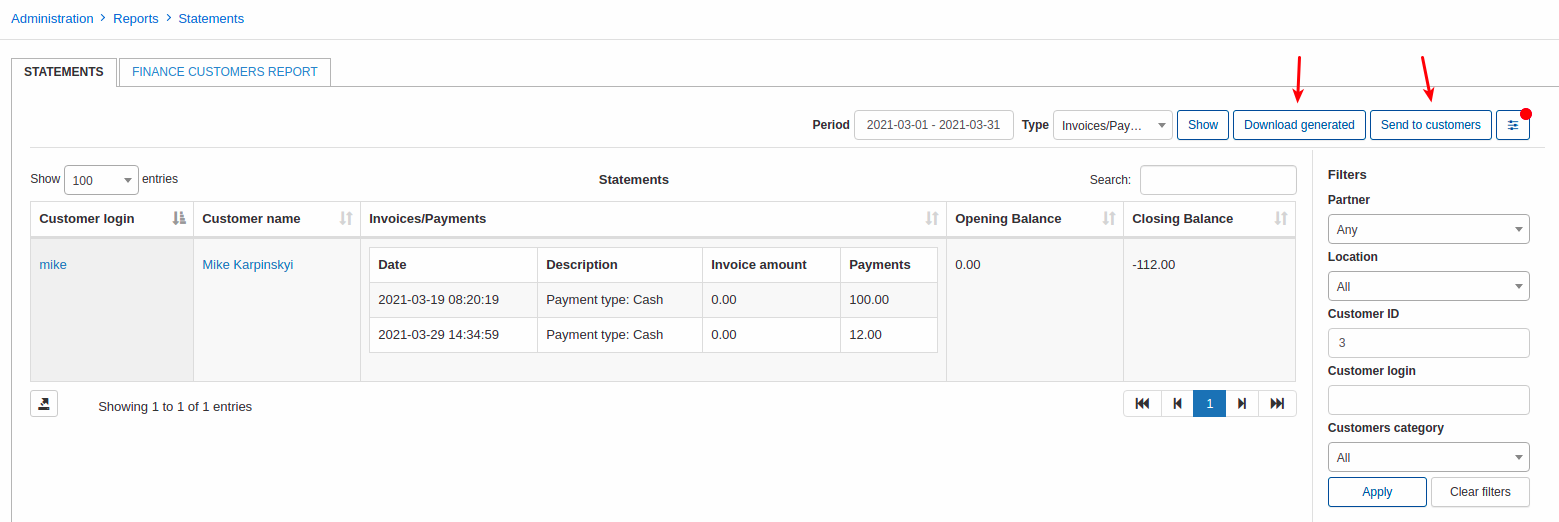 Administration > Reports > Statements
STATEMENTS FINANCE CUSTOMERS REPORT
Period 2021-03-01 - 2021-03-31 Type Invoices/Pay… Show Download generated Send to customers
Show 100 entries Statements Search:
Customer login Customer name Invoices/Payments Opening Balance Closing Balance
mike Mike Karpinskyi 0.00 -112.00
Date Description Invoice amount Payments
2021-03-19 08:20:19 Payment type: Cash 0.00 100.00
2021-03-29 14:34:59 Payment type: Cash 0.00 12.00
Showing 1 to 1 of 1 entries 1
Filters
Partner
Any
Location
All
Customer ID
3
Customer login
Customers category
All
Apply Clear filters